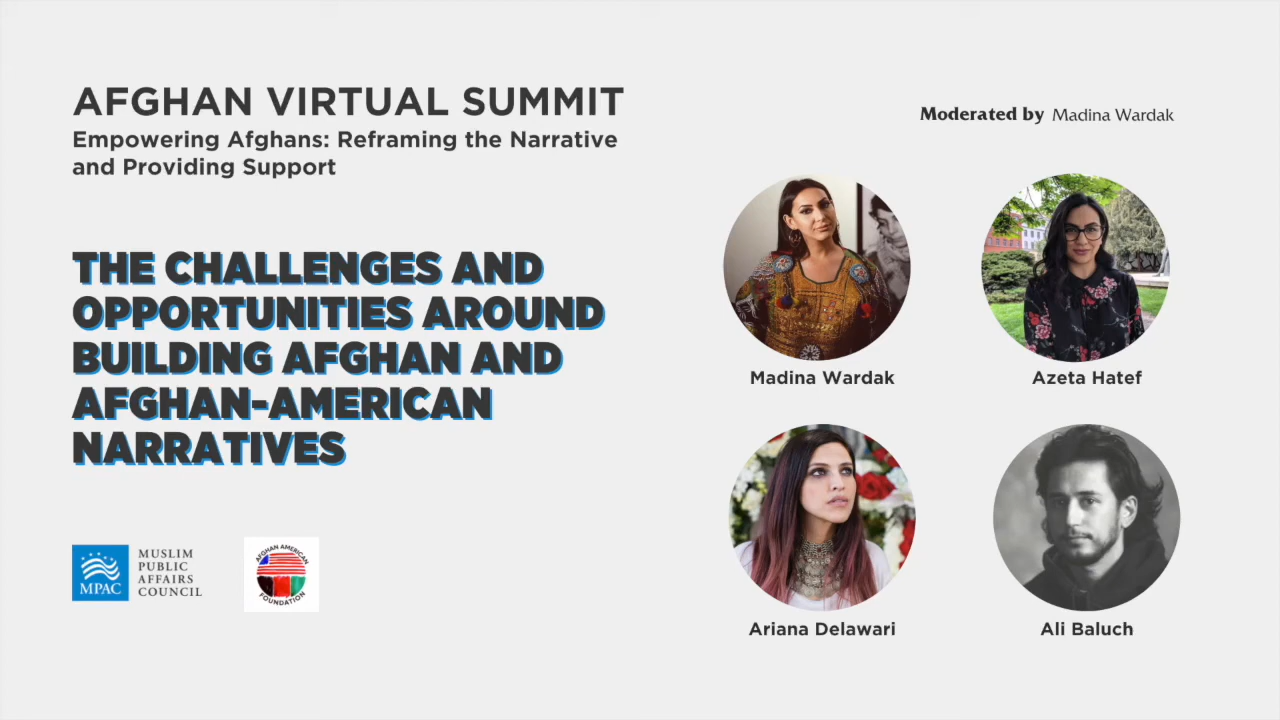 AFGHAN VIRTUAL SUMMIT
Empowering Afghans: Reframing the Narrative
and Providing Support
THE CHALLENGES AND
OPPORTUNITIES AROUND
BUILDING AFGHAN AND
AFGHAN-AMERICAN
NARRATIVES
MPAC
MUSLIM
PUBLIC
AFFAIRS
COUNCIL
AFGHAN AMERICAN
FOUNDATION
Moderated by Madina Wardak
Madina Wardak
Azeta Hatef
Ariana Delawari
Ali Baluch